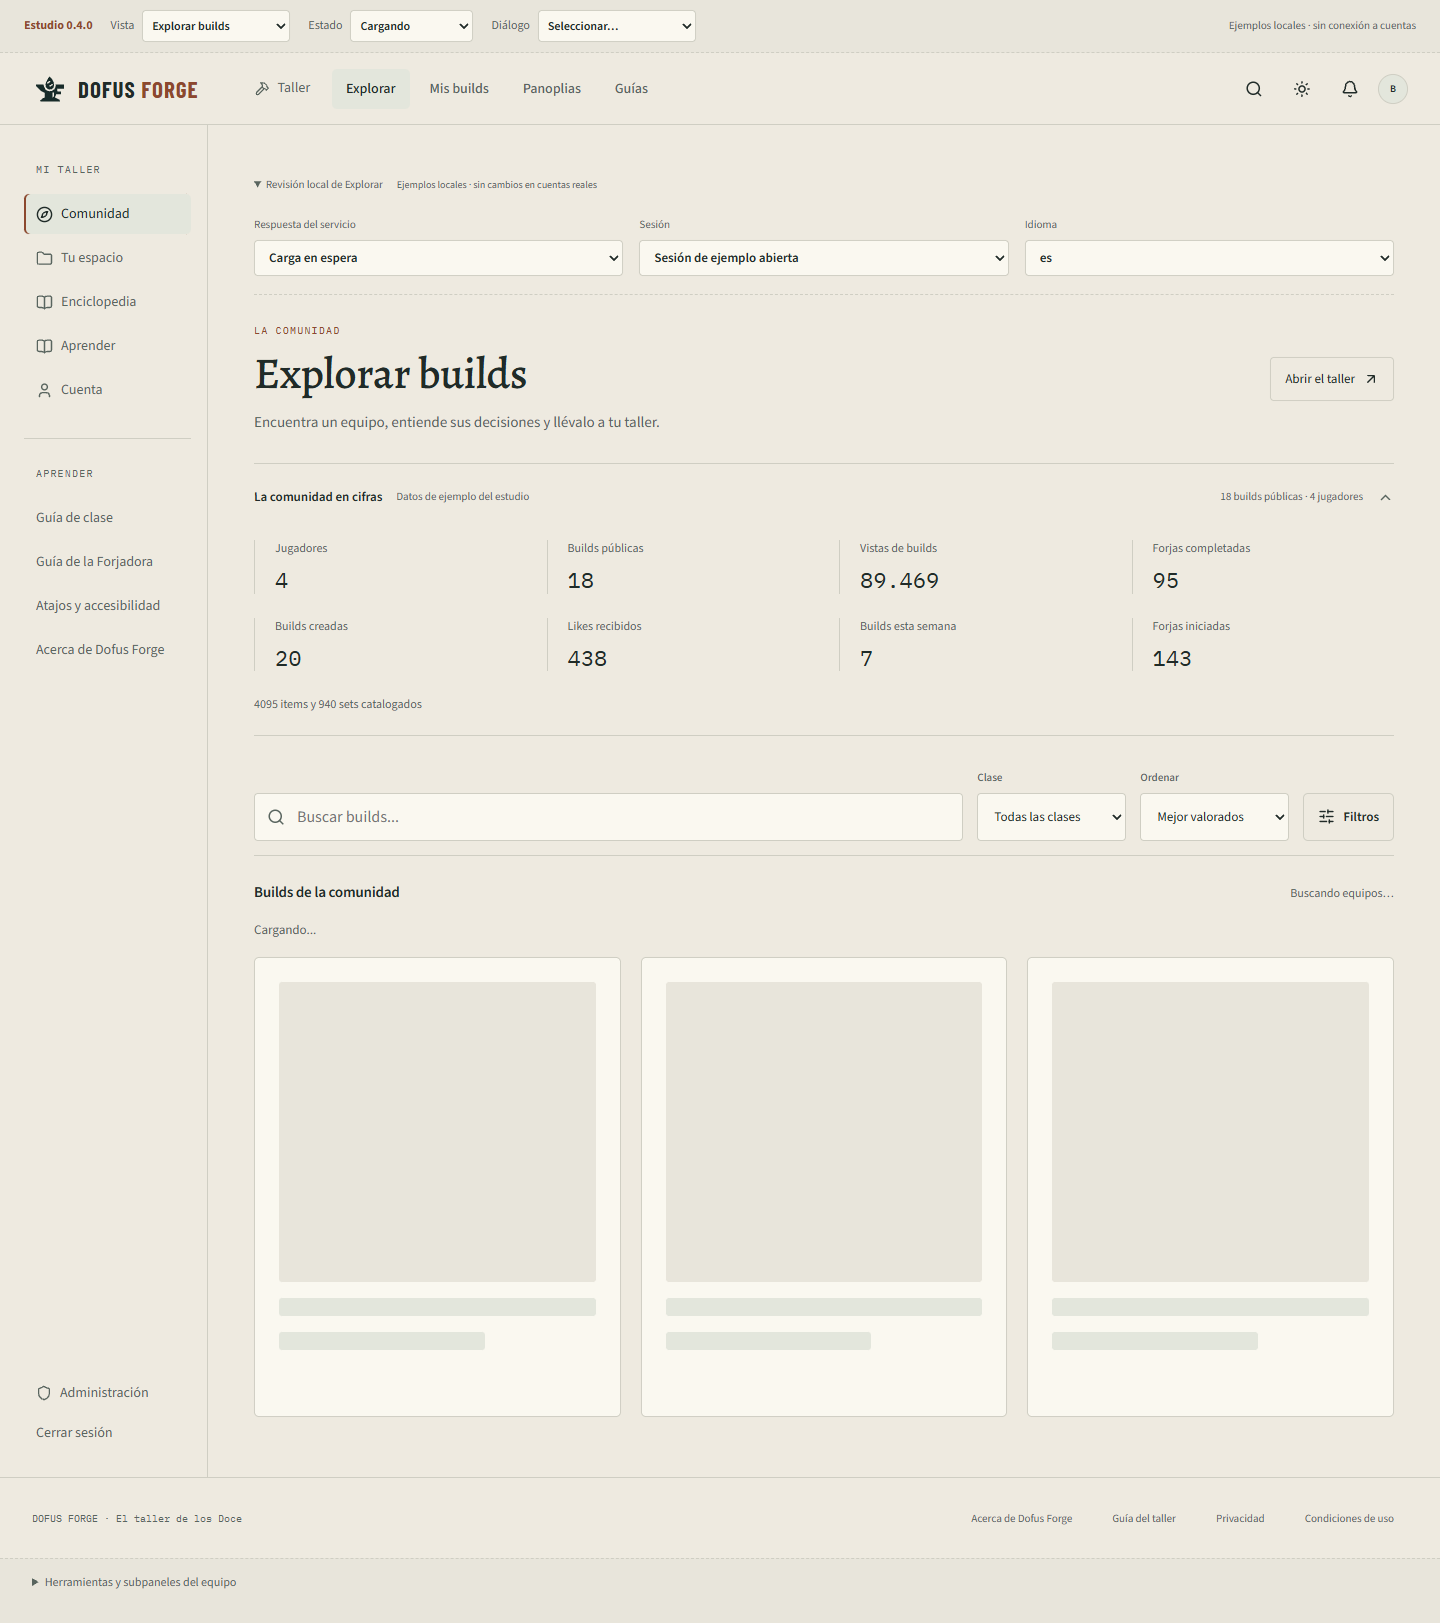 Estudio 0.4.0 Vista Explorar builds Estado Cargando Diálogo Seleccionar... Ejemplos locales · sin conexión a cuentas
DOFUS FORGE Taller Explorar Mis builds Panoplias Guías B
MI TALLER
Comunidad
Tu espacio
Enciclopedia
Aprender
Cuenta
APRENDER
Guía de clase
Guía de la Forjadora
Atajos y accesibilidad
Acerca de Dofus Forge
Administración
Cerrar sesión
Revisión local de Explorar Ejemplos locales · sin cambios en cuentas reales
Respuesta del servicio Sesión Idioma
Carga en espera Sesión de ejemplo abierta es
LA COMUNIDAD
Explorar builds
Abrir el taller
Encuentra un equipo, entiende sus decisiones y llévalo a tu taller.
La comunidad en cifras Datos de ejemplo del estudio 18 builds públicas · 4 jugadores
Jugadores Builds públicas Vistas de builds Forjas completadas
4 18 89.469 95
Builds creadas Likes recibidos Builds esta semana Forjas iniciadas
20 438 7 143
4095 items y 940 sets catalogados
Clase Ordenar
Buscar builds... Todas las clases Mejor valorados Filtros
Builds de la comunidad Buscando equipos…
Cargando...
DOFUS FORGE · El taller de los Doce Acerca de Dofus Forge Guía del taller Privacidad Condiciones de uso
Herramientas y subpaneles del equipo